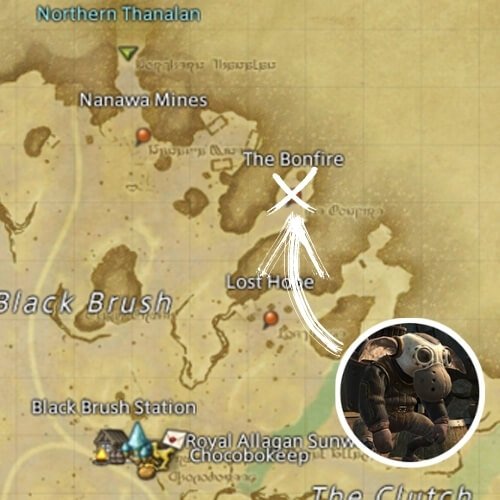 Northern Thanalan
Nanawa Mines
The Bonfire
Lost Hope
Black Brush
Black Brush Station
Royal Allagan Sunw
Chocobokeep
The Clutch